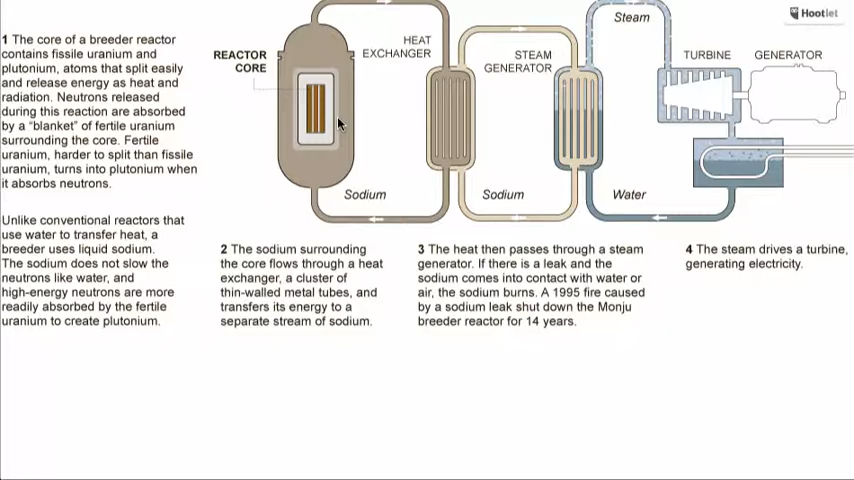 Hootlet
Steam
REACTOR
CORE
HEAT
EXCHANGER
STEAM
GENERATOR
TURBINE
GENERATOR
Sodium
Sodium
Water
1 The core of a breeder reactor
contains fissile uranium and
plutonium, atoms that split easily
and release energy as heat and
radiation. Neutrons released
during this reaction are absorbed
by a “blanket” of fertile uranium
surrounding the core. Fertile
uranium, harder to split than fissile
uranium, turns into plutonium when
it absorbs neutrons.
Unlike conventional reactors that
use water to transfer heat, a
breeder uses liquid sodium.
The sodium does not slow the
neutrons like water, and
high-energy neutrons are more
readily absorbed by the fertile
uranium to create plutonium.
2 The sodium surrounding
the core flows through a heat
exchanger, a cluster of
thin-walled metal tubes, and
transfers its energy to a
separate stream of sodium.
3 The heat then passes through a steam
generator. If there is a leak and the
sodium comes into contact with water or
air, the sodium burns. A 1995 fire caused
by a sodium leak shut down the Monju
breeder reactor for 14 years.
4 The steam drives a turbine,
generating electricity.